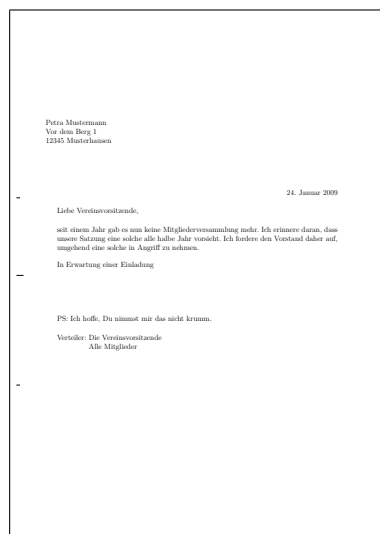 Petra Mustermann
Vor dem Berg 1
12345 Musterhausen
24. Januar 2009
Liebe Vereinsvorsitzende,
seit einem Jahr gab es nun keine Mitgliederversammlung mehr. Ich erinnere daran, dass
unsere Satzung eine solche alle halbe Jahr vorsieht. Ich fordere den Vorstand daher auf,
umgehend eine solche in Angriff zu nehmen.
In Erwartung einer Einladung
PS: Ich hoffe, Du nimmst mir das nicht krumm.
Verteiler: Die Vereinsvorsitzende
Alle Mitglieder